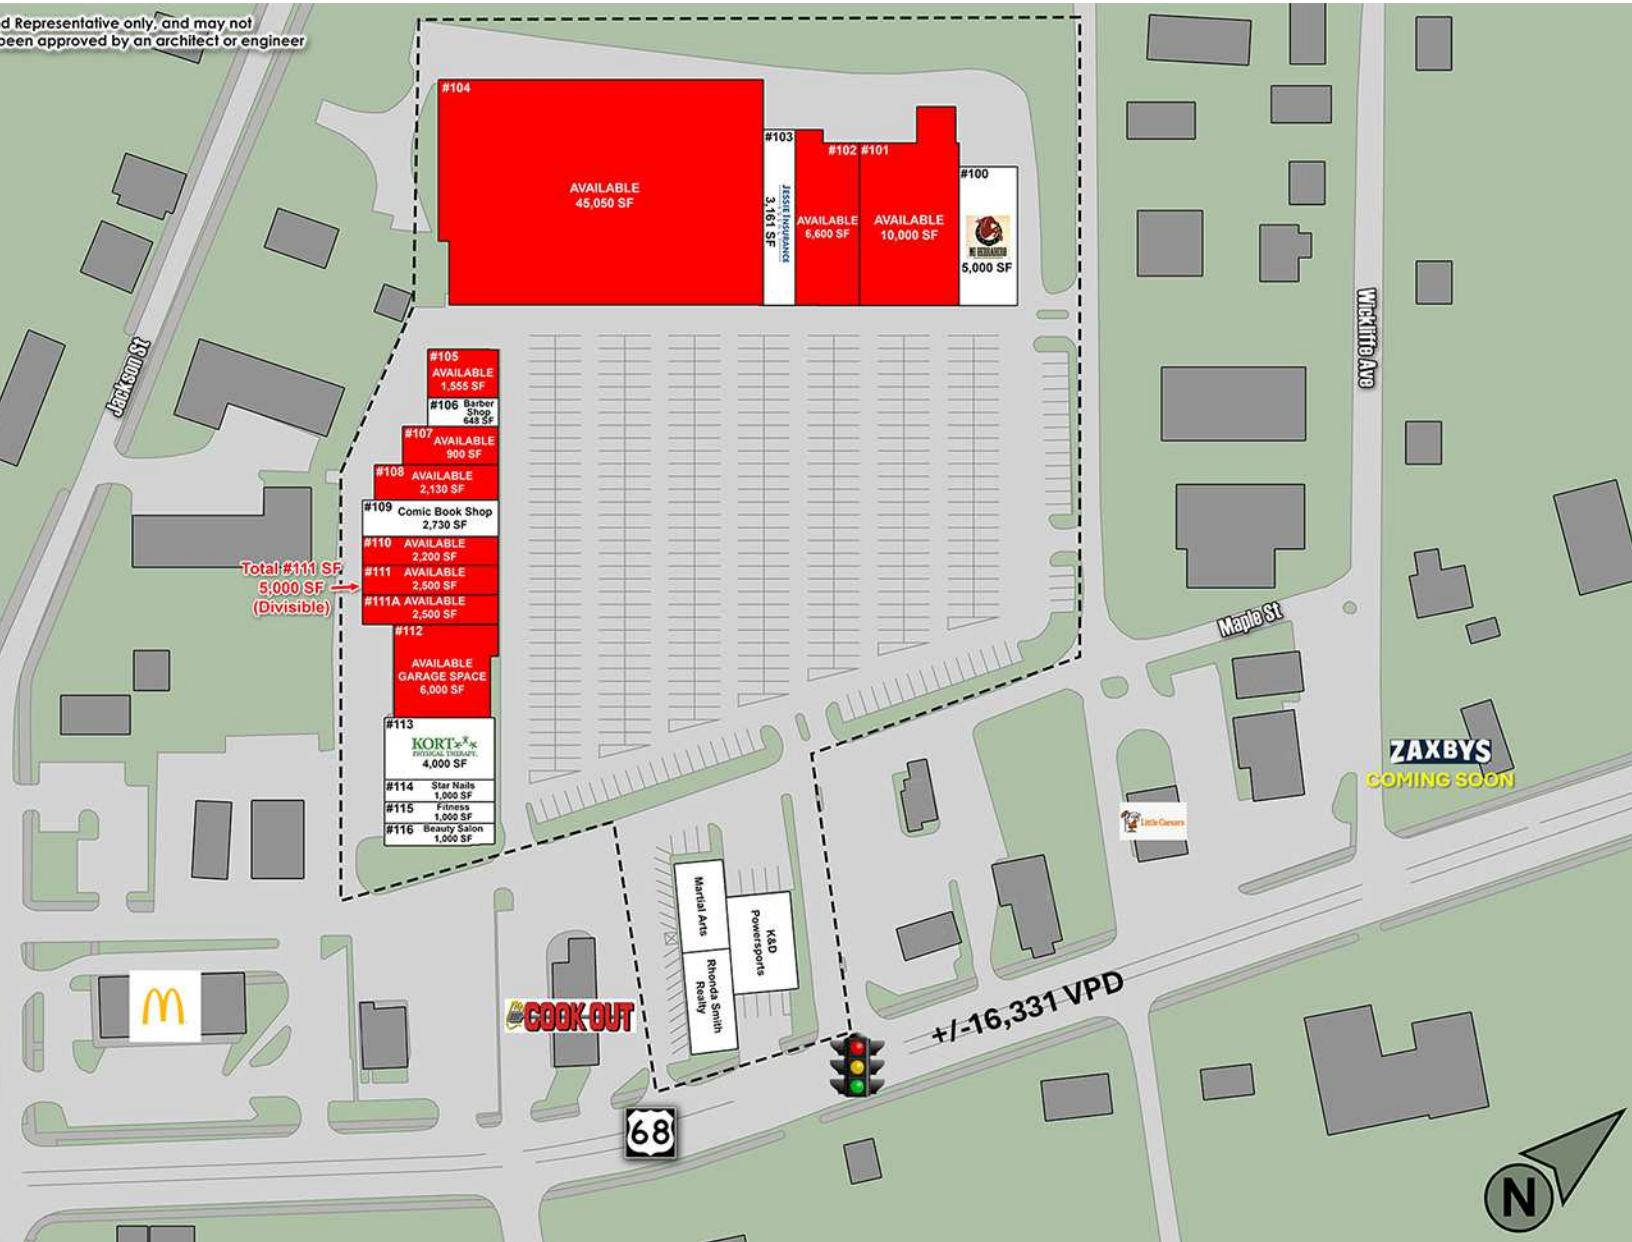 d Representative only, and may not
been approved by an architect or engineer
#104
AVAILABLE
45,050 SF
#103
JESSIE INSURANCE
3,161 SF
#102
AVAILABLE
6,600 SF
#101
AVAILABLE
10,000 SF
#100
5,000 SF
Jackson St
Wickliffe Ave
#105
AVAILABLE
1,555 SF
#106 Barber
Shop
648 SF
#107
AVAILABLE
900 SF
#108
AVAILABLE
2,130 SF
#109
Comic Book Shop
2,730 SF
#110 AVAILABLE
2,200 SF
Total #111 SF
5,000 SF
(Divisible)
#111 AVAILABLE
2,500 SF
#111A AVAILABLE
2,500 SF
#112
AVAILABLE
GARAGE SPACE
6,000 SF
#113
KORT
PHYSICAL THERAPY
4,000 SF
#114 Star Nails
1,000 SF
#115 Fitness
1,000 SF
#116 Beauty Salon
1,000 SF
Maple St
ZAXBYS
COMING SOON
Little Caesars
Martial Arts
K&D
Powersports
Rhonda Smith
Realty
COOK OUT
+/-16,331 VPD
68
N